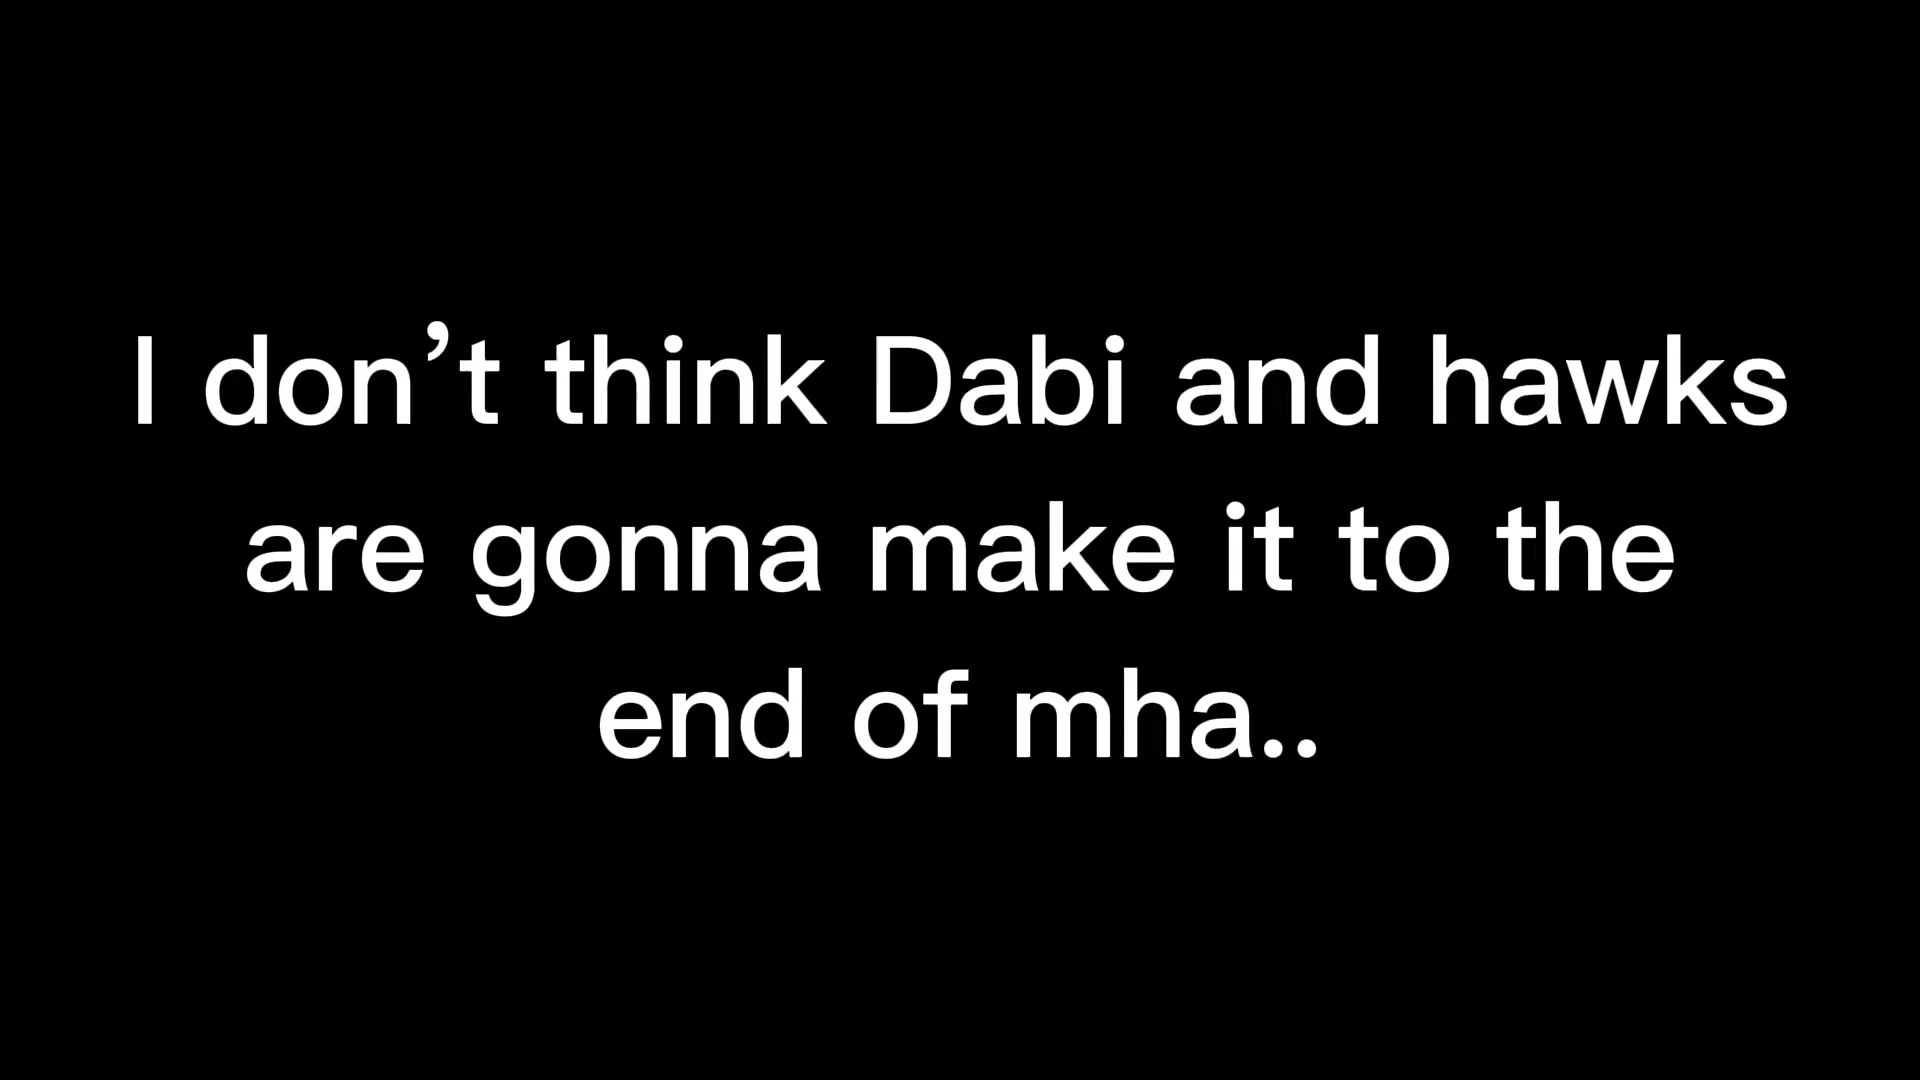 I don’t think Dabi and hawks
are gonna make it to the
end of mha..